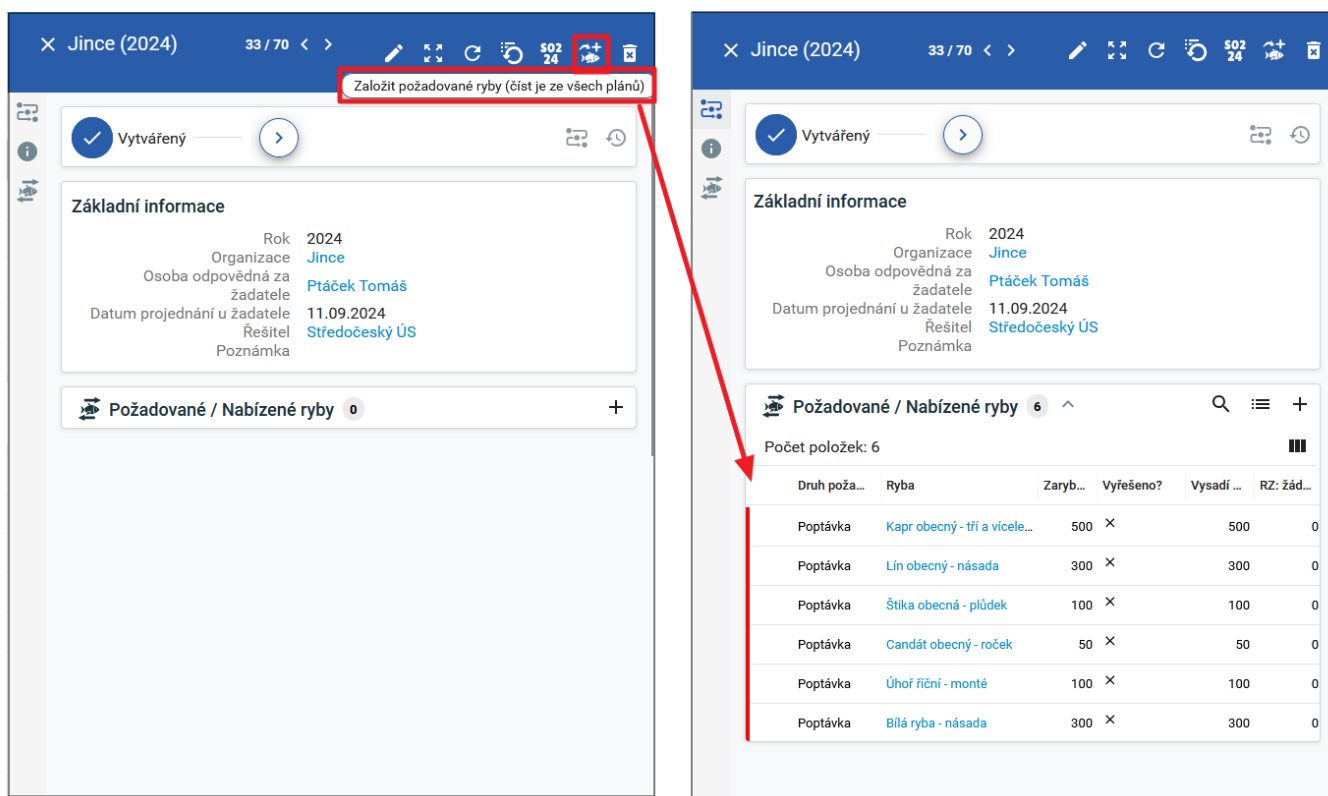 Jince (2024)
33 / 70
S02
24
Založit požadované ryby (číst je ze všech plánů)
Vytvářený
Základní informace
Rok 2024
Organizace Jince
Osoba odpovědná za žadatele Ptáček Tomáš
Datum projednání u žadatele 11.09.2024
Řešitel Středočeský ÚS
Poznámka
Požadované / Nabízené ryby 0
Jince (2024)
33 / 70
S02
24
Vytvářený
Základní informace
Rok 2024
Organizace Jince
Osoba odpovědná za žadatele Ptáček Tomáš
Datum projednání u žadatele 11.09.2024
Řešitel Středočeský ÚS
Poznámka
Požadované / Nabízené ryby 6
Počet položek: 6
Druh poža... Ryba Zaryb... Vyřešeno? Vysadí ... RZ: žád...
Poptávka Kapr obecný - tří a vícele... 500 × 500 0
Poptávka Lín obecný - násada 300 × 300 0
Poptávka Štika obecná - plůdek 100 × 100 0
Poptávka Candát obecný - roček 50 × 50 0
Poptávka Úhoř říční - monté 100 × 100 0
Poptávka Bílá ryba - násada 300 × 300 0